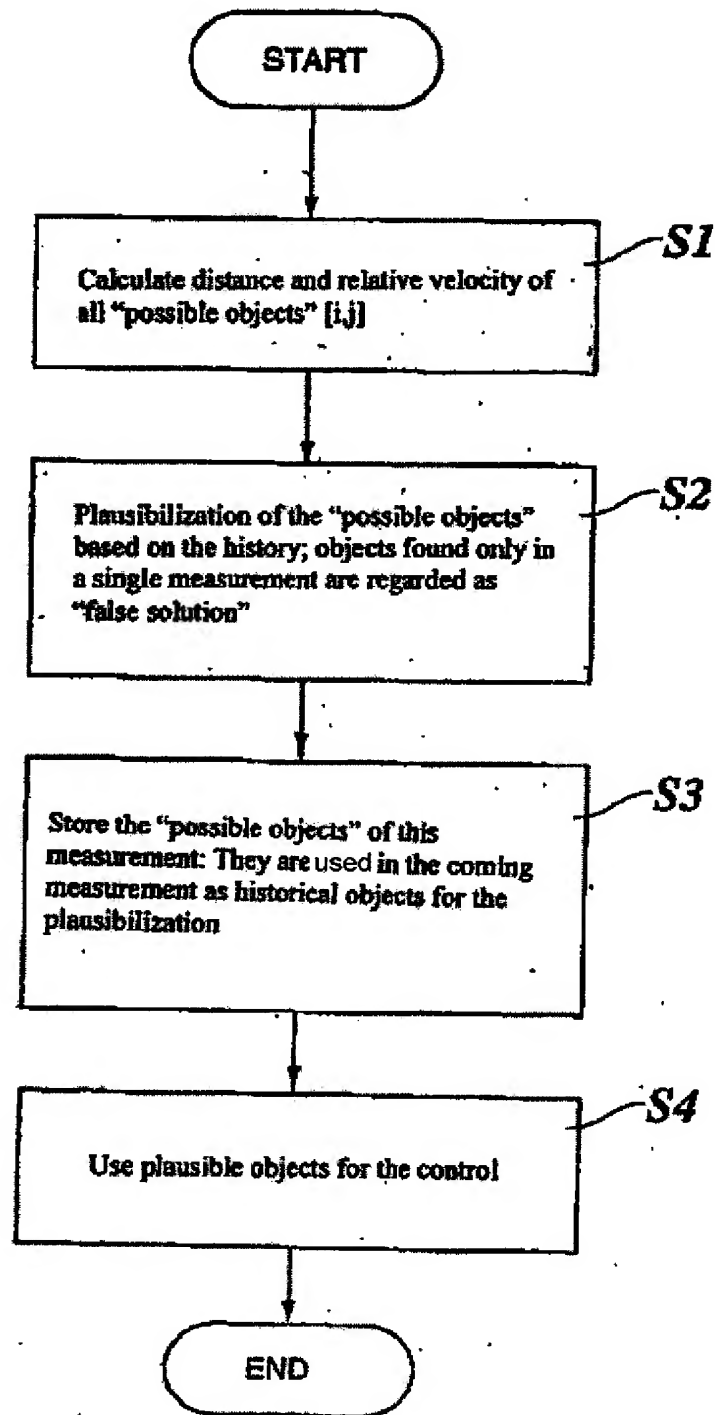 START
S1
Calculate distance and relative velocity of
all “possible objects” [i,j]
S2
Plausibilization of the “possible objects”
based on the history; objects found only in
a single measurement are regarded as
“false solution”
S3
Store the “possible objects” of this
measurement: They are used in the coming
measurement as historical objects for the
plausibilization
S4
Use plausible objects for the control
END